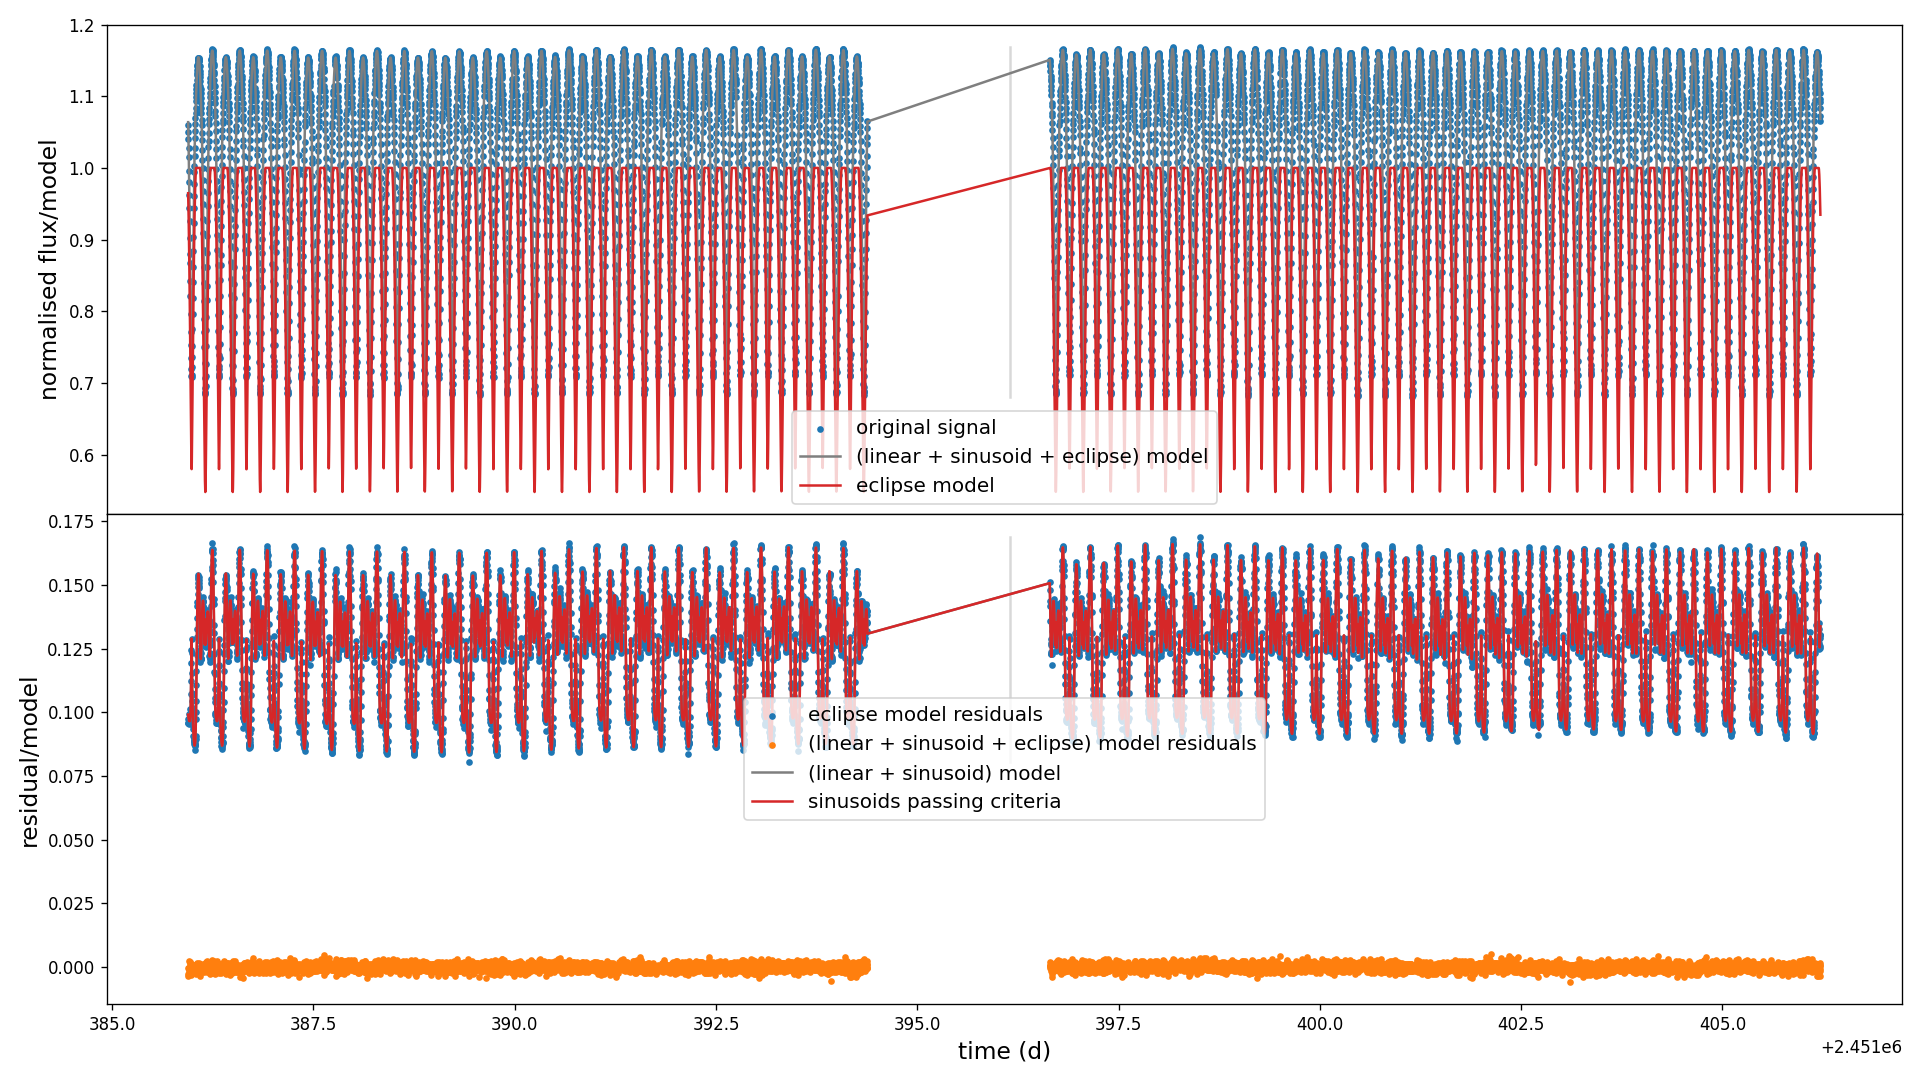 1.2
1.1
1.0
0.9
0.8
0.7
0.6
normalised flux/model
original signal
(linear + sinusoid + eclipse) model
eclipse model
0.175
0.150
0.125
0.100
0.075
0.050
0.025
0.000
residual/model
eclipse model residuals
(linear + sinusoid + eclipse) model residuals
(linear + sinusoid) model
sinusoids passing criteria
385.0 387.5 390.0 392.5 395.0 397.5 400.0 402.5 405.0
time (d)
+2.451e6